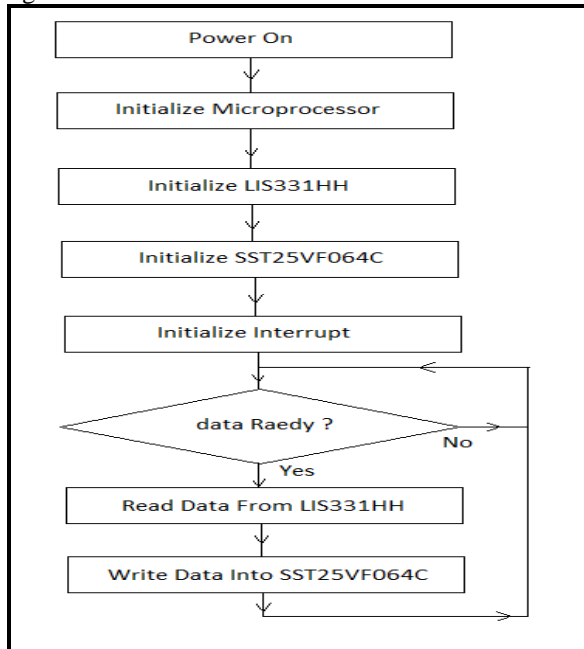 Power On
Initialize Microprocessor
Initialize LIS331HH
Initialize SST25VF064C
Initialize Interrupt
data Raedy ?
No
Yes
Read Data From LIS331HH
Write Data Into SST25VF064C